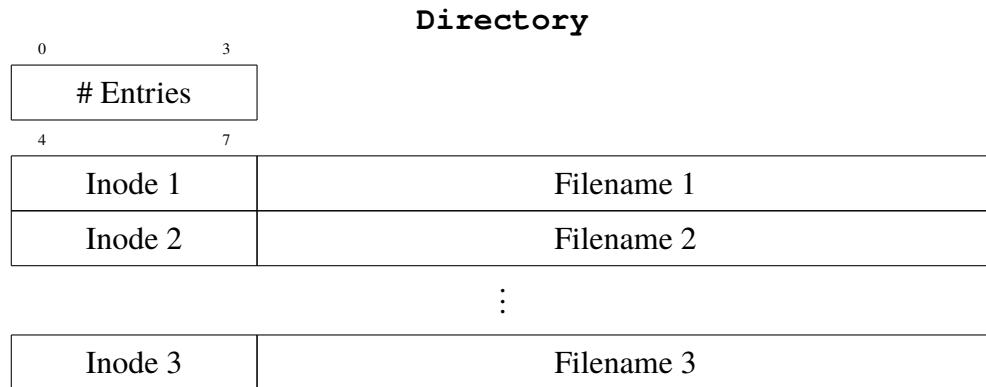 Directory
0 3
# Entries
4 7
Inode 1 Filename 1
Inode 2 Filename 2
⋮
Inode 3 Filename 3